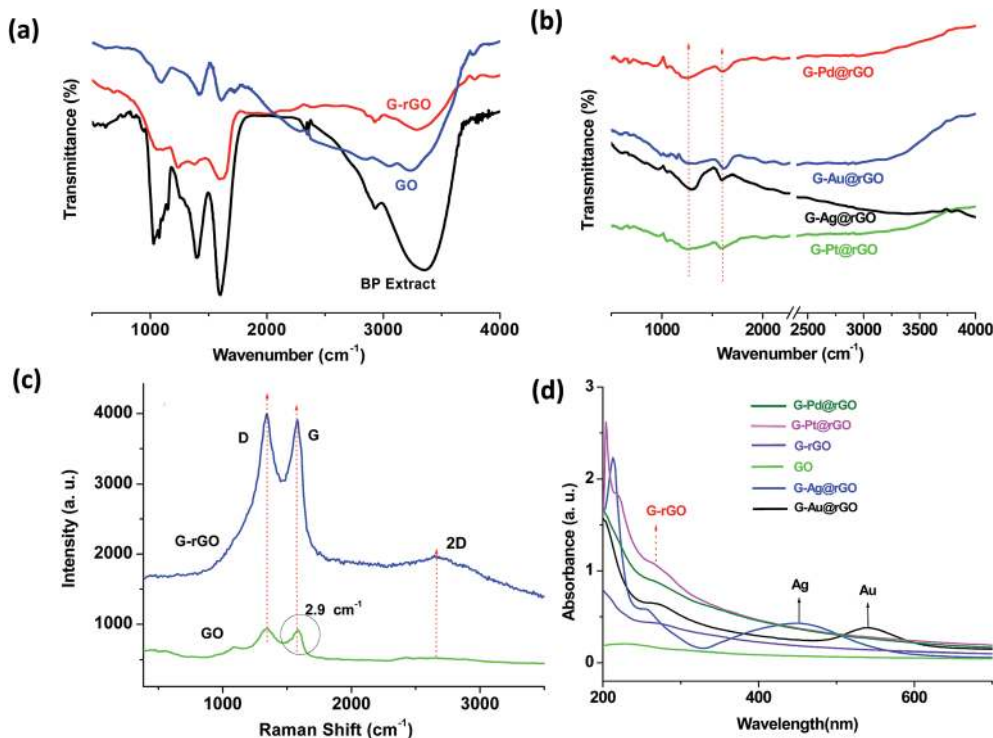 (a)
G-rGO
GO
BP Extract
Transmittance (%)
1000 2000 3000 4000
Wavenumber (cm-1)
(b)
G-Pd@rGO
G-Au@rGO
G-Ag@rGO
G-Pt@rGO
Transmittance (%)
1000 1500 2000 2500 3000 3500 4000
Wavenumber (cm-1)
(c)
4000
3000
2000
1000
D
G
2D
G-rGO
2.9 cm-1
GO
Intensity (a. u.)
1000 2000 3000
Raman Shift (cm-1)
(d)
3
2
1
0
G-Pd@rGO
G-Pt@rGO
G-rGO
GO
G-Ag@rGO
G-Au@rGO
G-rGO
Ag
Au
Absorbance (a. u.)
200 400 600
Wavelength(nm)